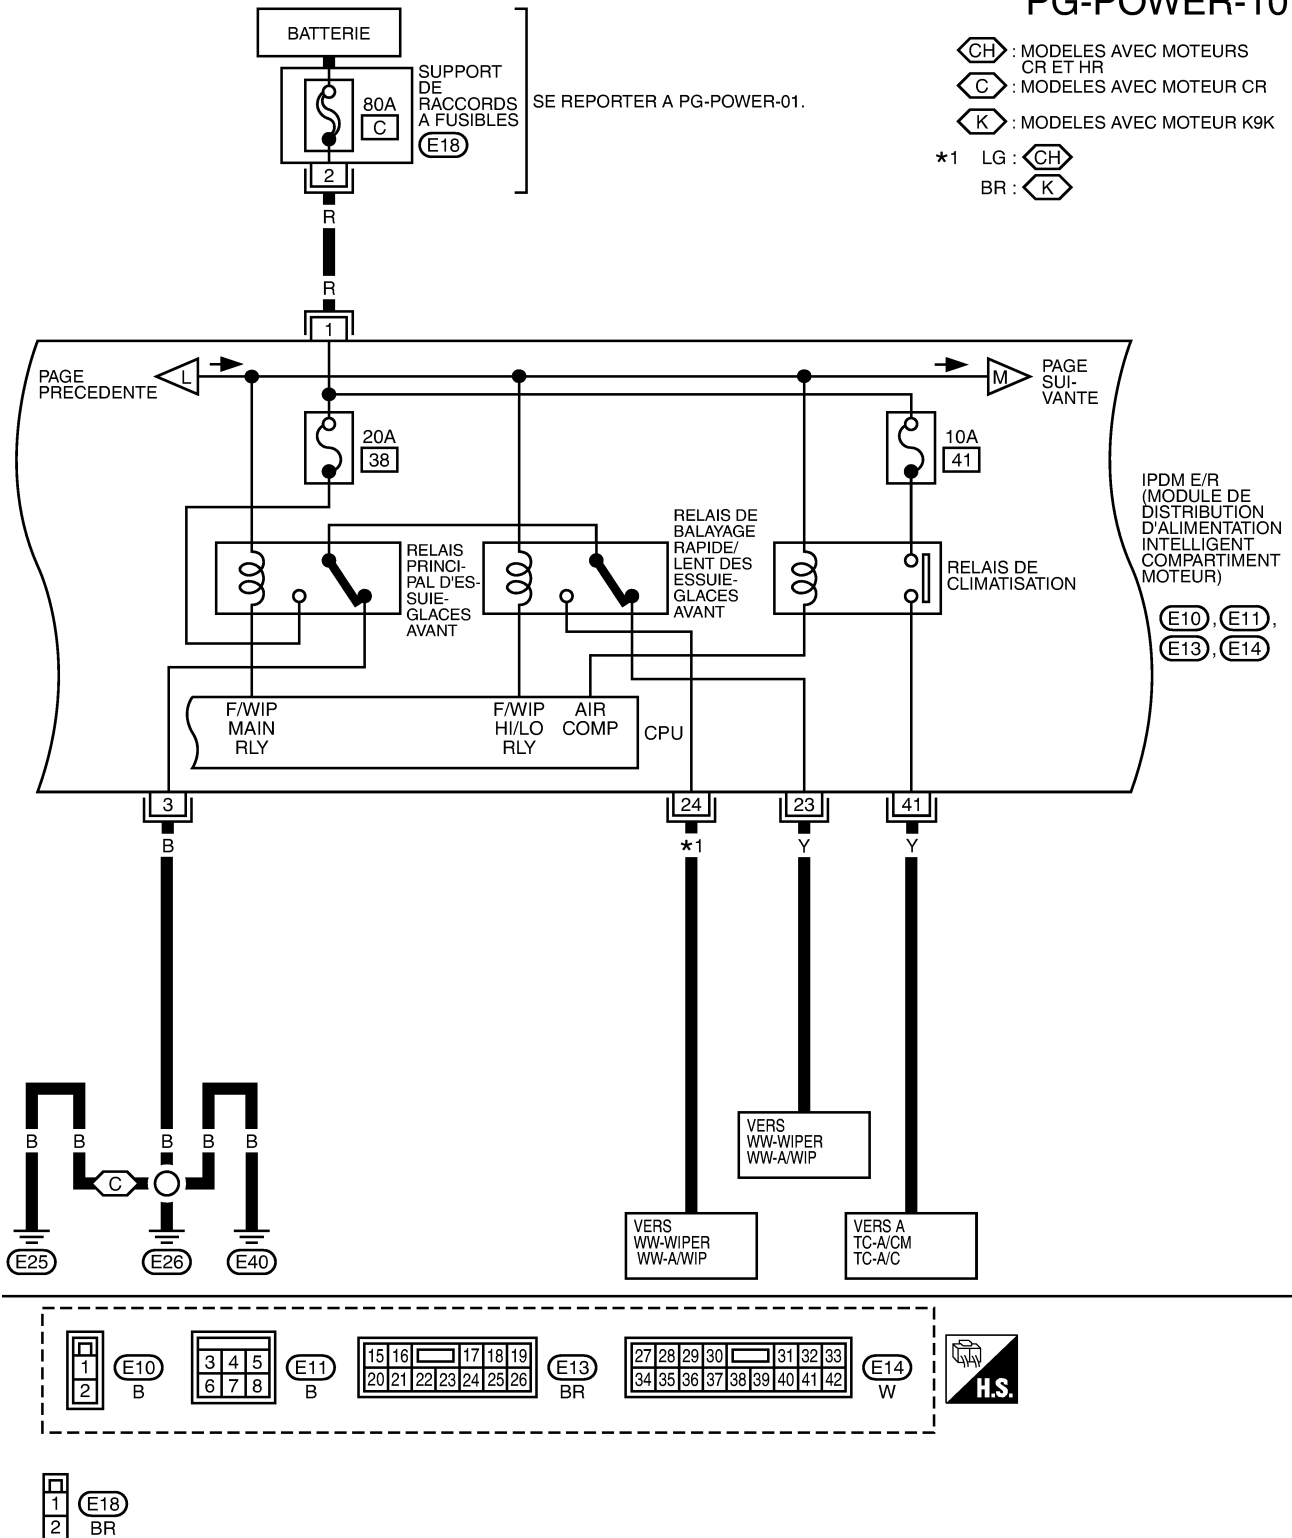 PG-POWER-10
BATTERIE
80A
C
SUPPORT
DE
RACCORDS
A FUSIBLES
E18
SE REPORTER A PG-POWER-01.
CH : MODELES AVEC MOTEURS
CR ET HR
C : MODELES AVEC MOTEUR CR
K : MODELES AVEC MOTEUR K9K
*1 LG : CH
BR : K
2
R
R
1
PAGE
PRECEDENTE
L
M
PAGE
SUI-
VANTE
20A
38
10A
41
RELAIS
PRINCI-
PAL D'ES-
SUIE-
GLACES
AVANT
RELAIS DE
BALAYAGE
RAPIDE/
LENT DES
ESSUIE-
GLACES
AVANT
RELAIS DE
CLIMATISATION
IPDM E/R
(MODULE DE
DISTRIBUTION
D'ALIMENTATION
INTELLIGENT
COMPARTIMENT
MOTEUR)
E10 , E11 ,
E13 , E14
F/WIP
MAIN
RLY
F/WIP
HI/LO
RLY
AIR
COMP
CPU
3 24 23 41
B *1 Y Y
B B B B B
C
E25 E26 E40
VERS
WW-WIPER
WW-A/WIP
VERS
WW-WIPER
WW-A/WIP
VERS A
TC-A/CM
TC-A/C
1
2
E10
B
3 4 5
6 7 8
E11
B
15 16 17 18 19
20 21 22 23 24 25 26
E13
BR
27 28 29 30 31 32 33
34 35 36 37 38 39 40 41 42
E14
W
H.S.
1
2
E18
BR